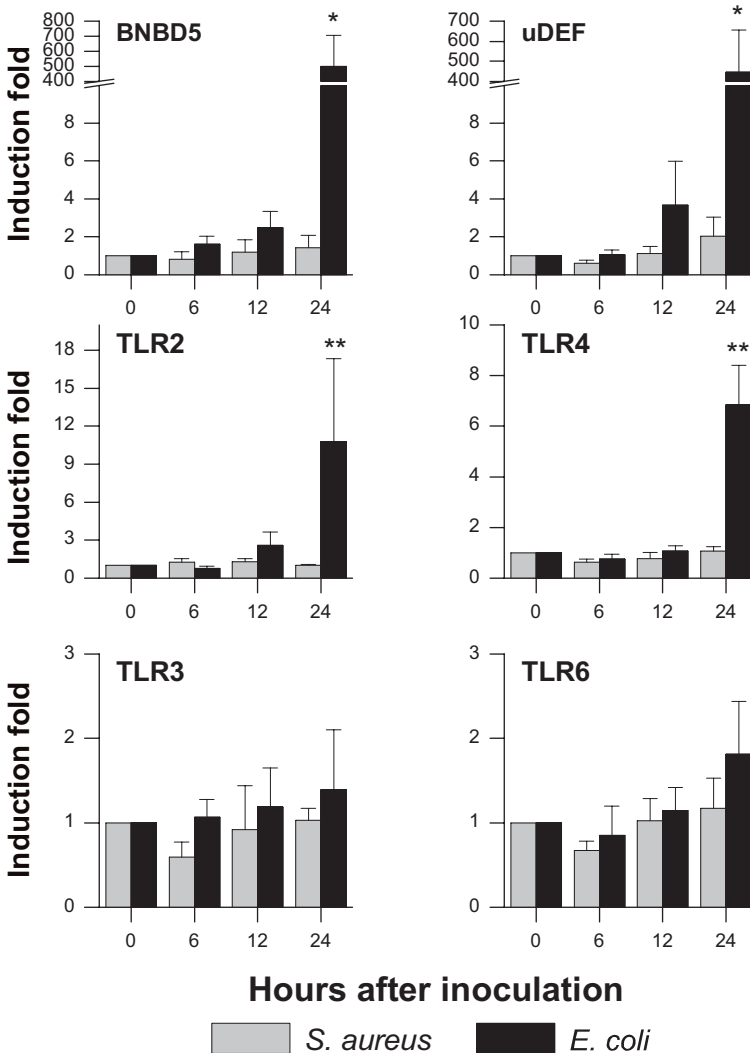 BNBD5
*
800
700
600
500
400
8
6
4
2
0
0 6 12 24
Induction fold
uDEF
*
700
600
500
400
8
6
4
2
0
0 6 12 24
TLR2
**
18
15
12
9
6
3
0
0 6 12 24
Induction fold
TLR4
**
10
8
6
4
2
0
0 6 12 24
TLR3
3
2
1
0
0 6 12 24
Induction fold
TLR6
3
2
1
0
0 6 12 24
Hours after inoculation
S. aureus E. coli